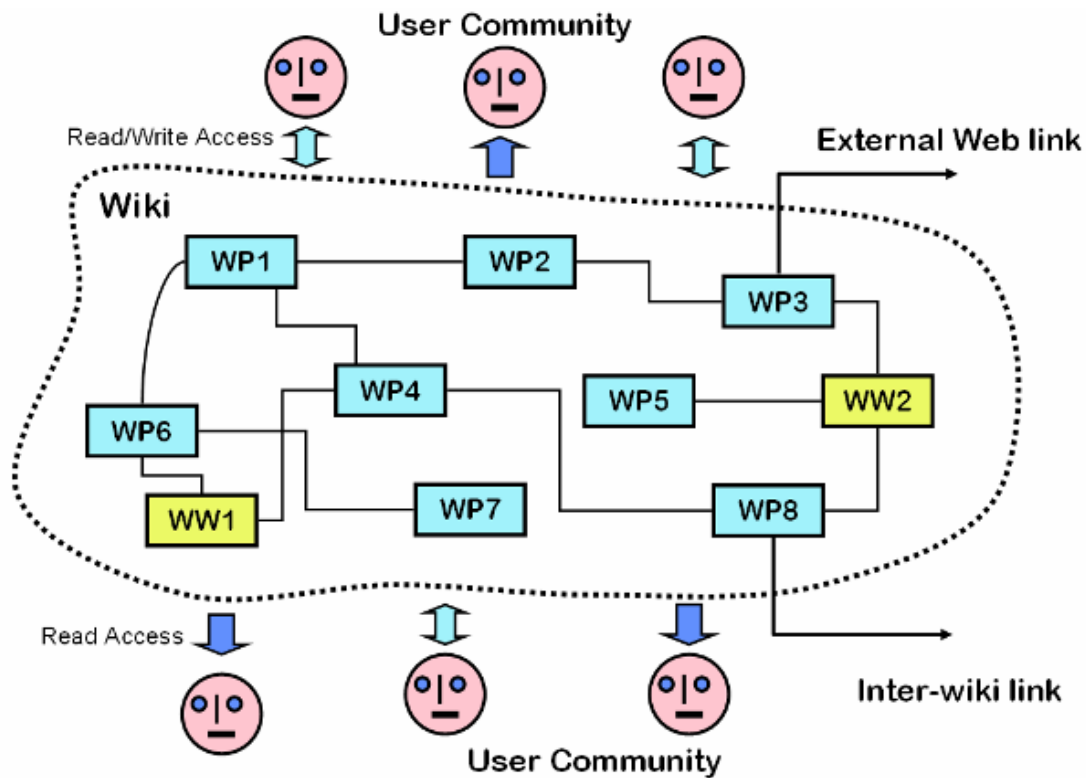 User Community
Read/Write Access
External Web link
Wiki
WP1
WP2
WP3
WP4
WP5
WW2
WP6
WW1
WP7
WP8
Read Access
Inter-wiki link
User Community